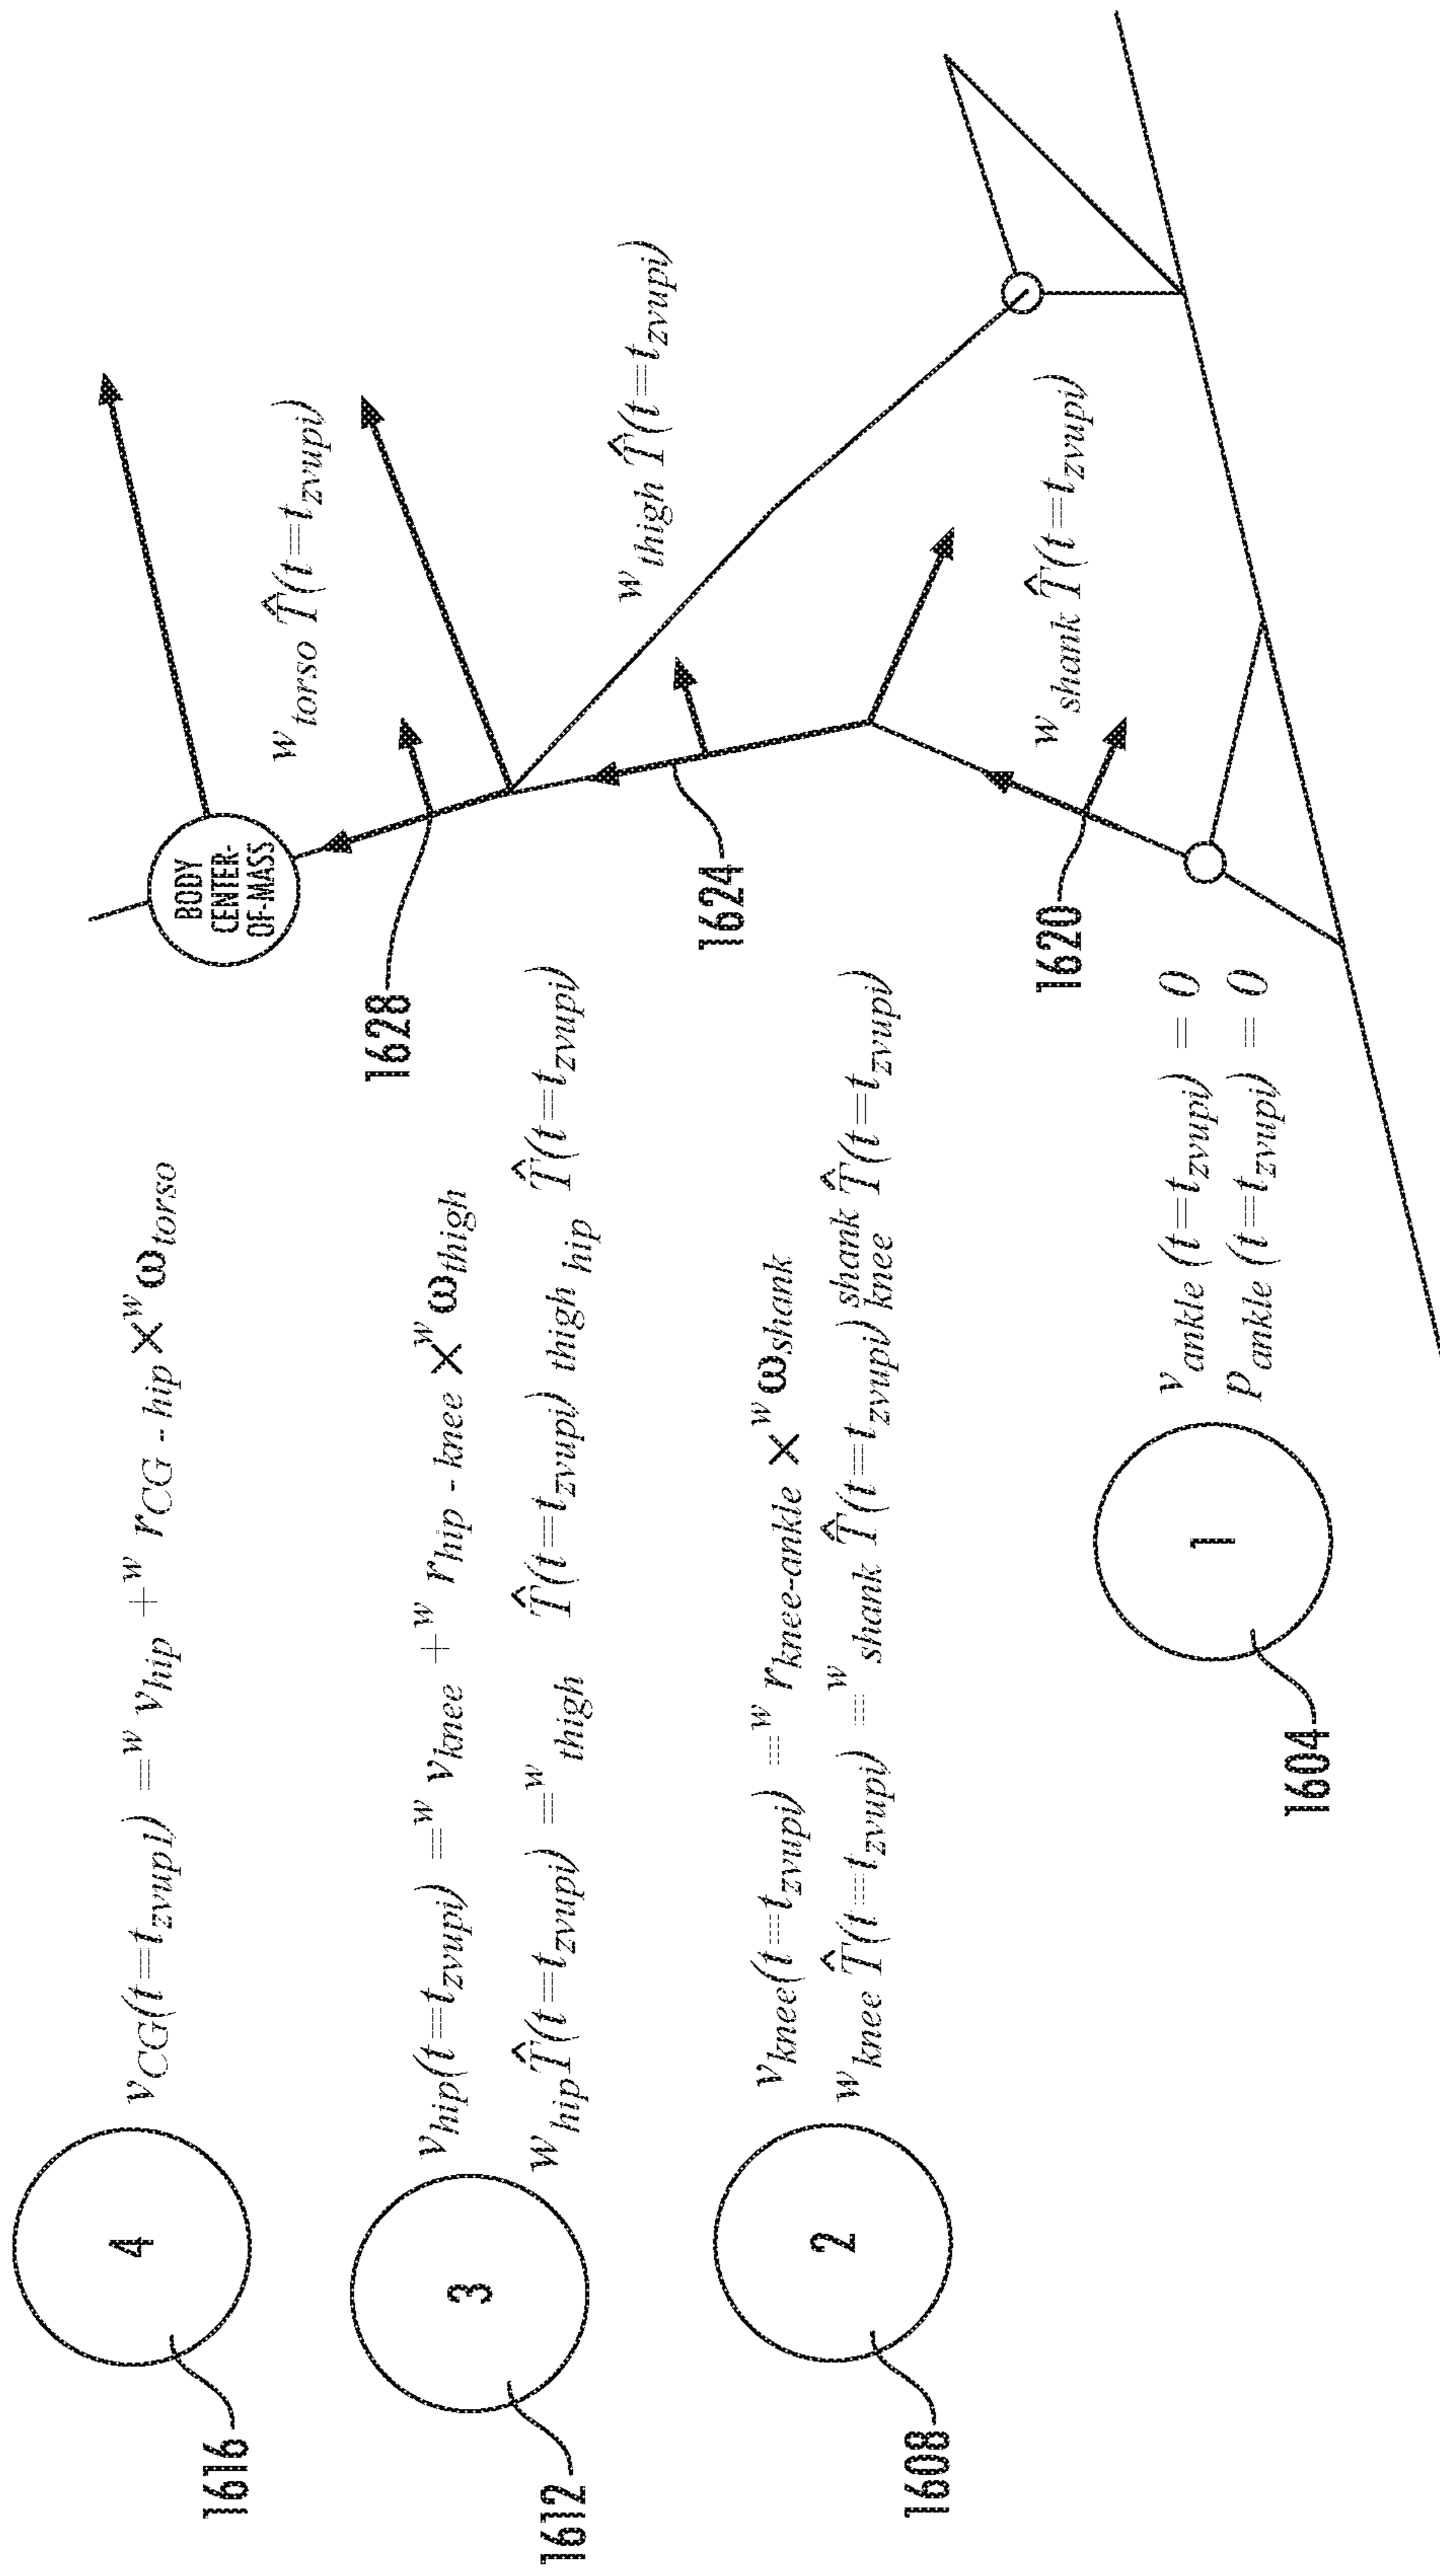 4
v_CG(t=t_zvup1) =^w v_hip +^w r_CG - hip ×^w ω_torso
1616
3
v_hip(t=t_zvupi) =^w v_knee +^w r_hip - knee ×^w ω_thigh
^w_hip T̂(t=t_zvupi) =^w_thigh T̂(t=t_zvupi) thigh_hip T̂(t=t_zvupi)
1612
2
v_knee(t=t_zvupi) =^w r_knee-ankle ×^w ω_shank
^w_knee T̂(t=t_zvupi) =^w_shank T̂(t=t_zvupi) ^shank_knee T̂(t=t_zvupi)
1608
1
v_ankle (t=t_zvupi) = 0
p_ankle (t=t_zvupi) = 0
1604
BODY
CENTER-
OF-MASS
^w_torso T̂(t=t_zvupi)
1628
^w_thigh T̂(t=t_zvupi)
1624
^w_shank T̂(t=t_zvupi)
1620